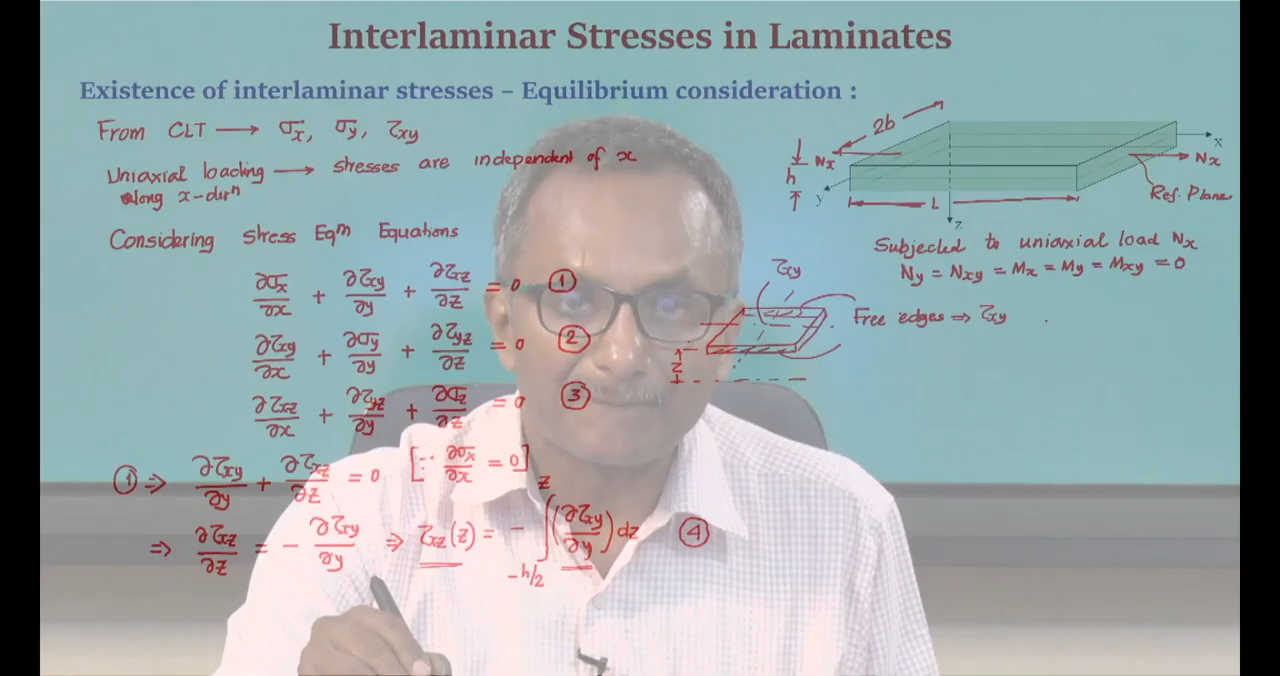 Interlaminar Stresses in Laminates
Existence of interlaminar stresses – Equilibrium consideration :
From CLT → σx, σy, τxy
Uniaxial loading → stresses are independent of x
along x-dirⁿ
Considering stress Eqᵐ Equations
∂σx/∂x + ∂τxy/∂y + ∂τxz/∂z = 0 ①
∂τxy/∂x + ∂σy/∂y + ∂τyz/∂z = 0 ②
∂τxz/∂x + ∂τyz/∂y + ∂σz/∂z = 0 ③
① ⇒ ∂τxy/∂y + ∂τxz/∂z = 0 [∵ ∂σx/∂x = 0]
⇒ ∂τxz/∂z = - ∂τxy/∂y ⇒ τxz(z) = - ∫_{-h/2}^{z} (∂τxy/∂y) dz ④
2b
Nx
h
y
L
z
x
Nx
Ref. Plane
Subjected to uniaxial load Nx
Ny = Nxy = Mx = My = Mxy = 0
τxy
z
Free edges ⇒ τxy